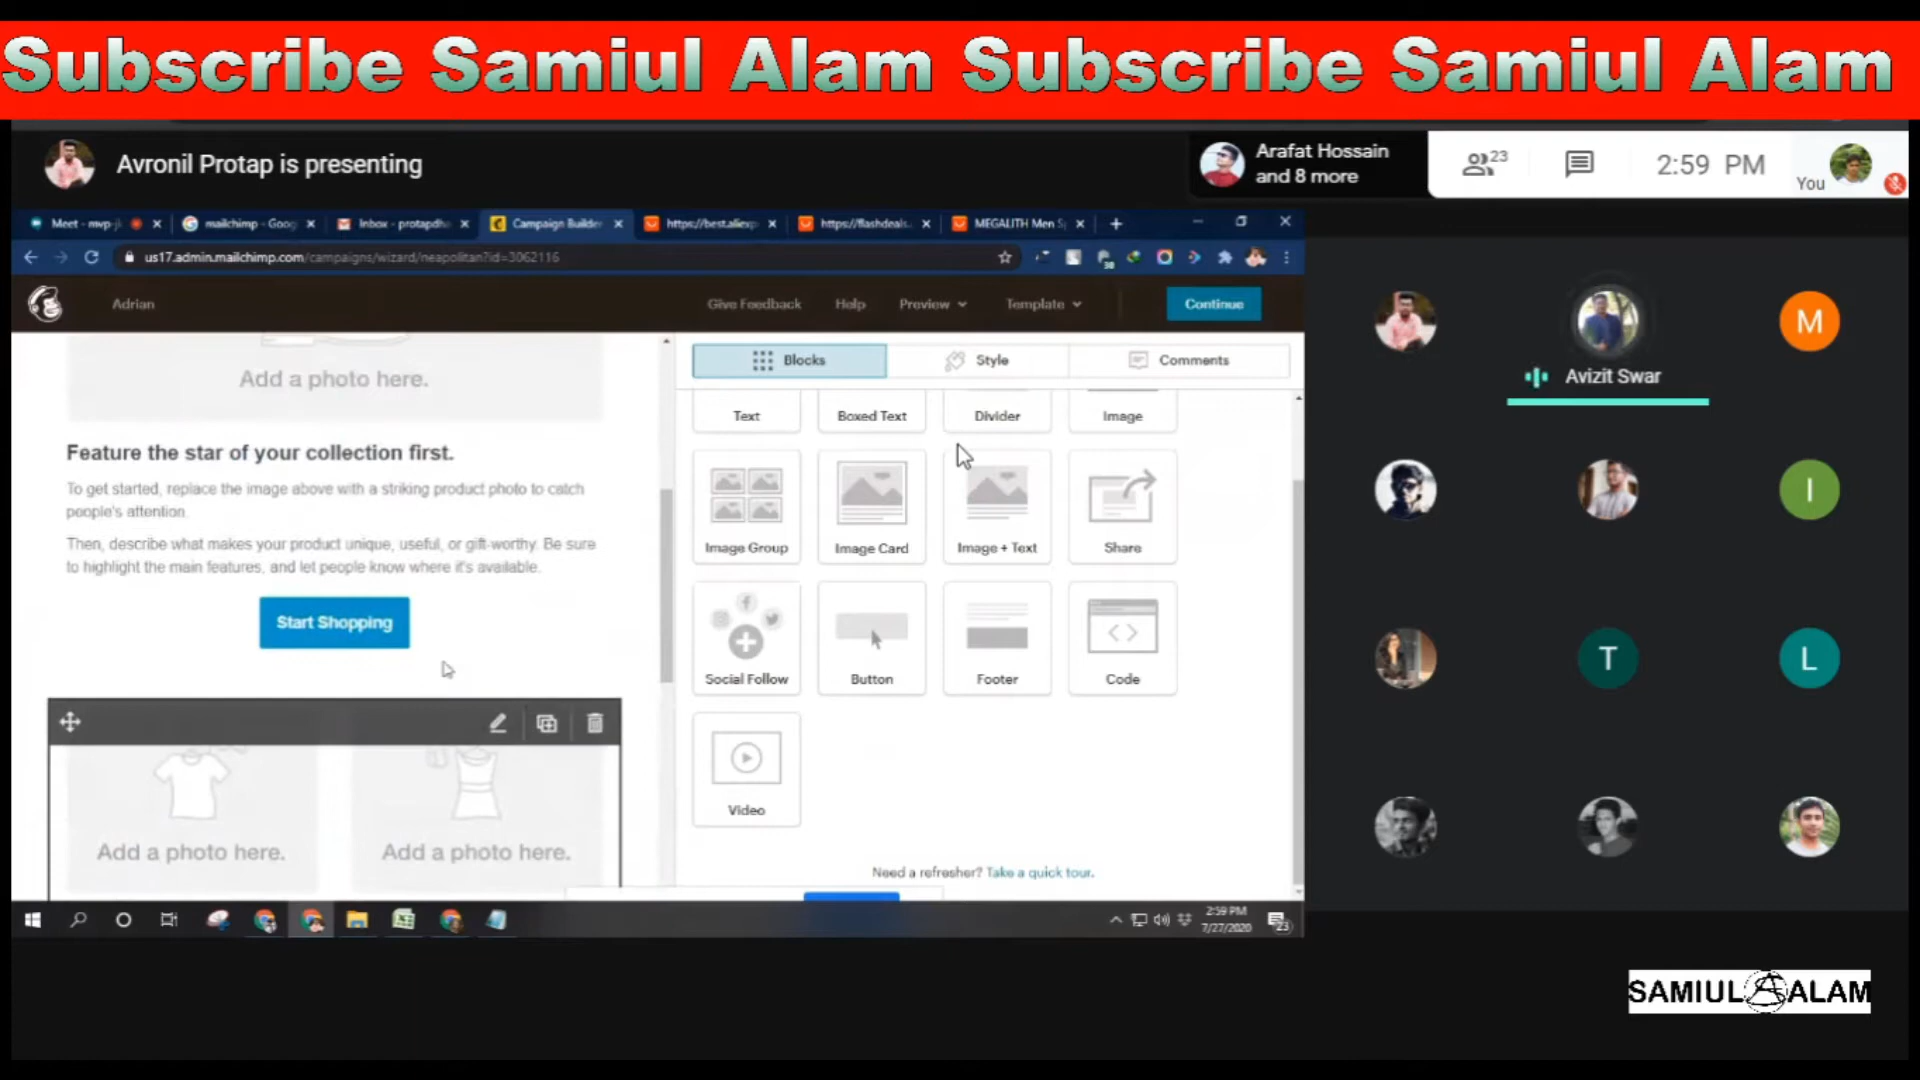 Subscribe Samiul Alam Subscribe Samiul Alam
Avronil Protap is presenting
Arafat Hossain
and 8 more
23
2:59 PM
You
Meet - mvp-j
mailchimp - Goog
Inbox - protapdh
Campaign Builder
https://best.aliexp
https://flashdeals.
MEGALITH Men S
us17.admin.mailchimp.com/campaigns/wizard/neapolitan?id=3062116
Adrian
Give Feedback
Help
Preview
Template
Continue
Blocks
Style
Comments
Add a photo here.
Text
Boxed Text
Divider
Image
Feature the star of your collection first.
To get started, replace the image above with a striking product photo to catch
people's attention.
Then, describe what makes your product unique, useful, or gift-worthy. Be sure
to highlight the main features, and let people know where it's available.
Start Shopping
Image Group
Image Card
Image + Text
Share
Social Follow
Button
Footer
Code
Video
Add a photo here.
Add a photo here.
Need a refresher? Take a quick tour.
2:59 PM
7/27/2020
23
M
Avizit Swar
I
T
L
SAMIUL ALAM